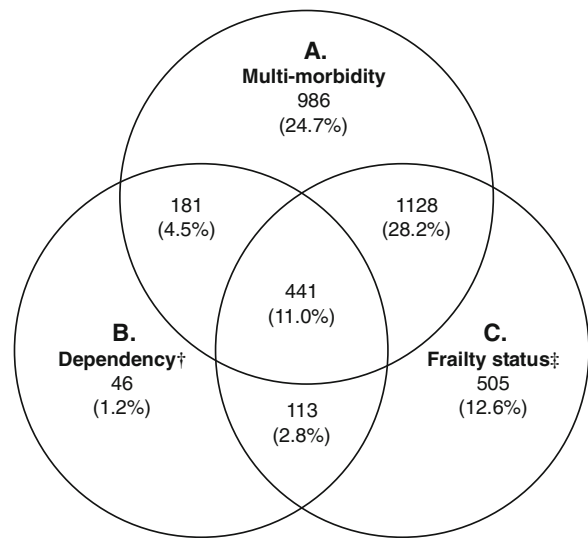 A.
Multi-morbidity
986
(24.7%)
181
(4.5%)
1128
(28.2%)
441
(11.0%)
B.
Dependency†
46
(1.2%)
C.
Frailty status‡
505
(12.6%)
113
(2.8%)